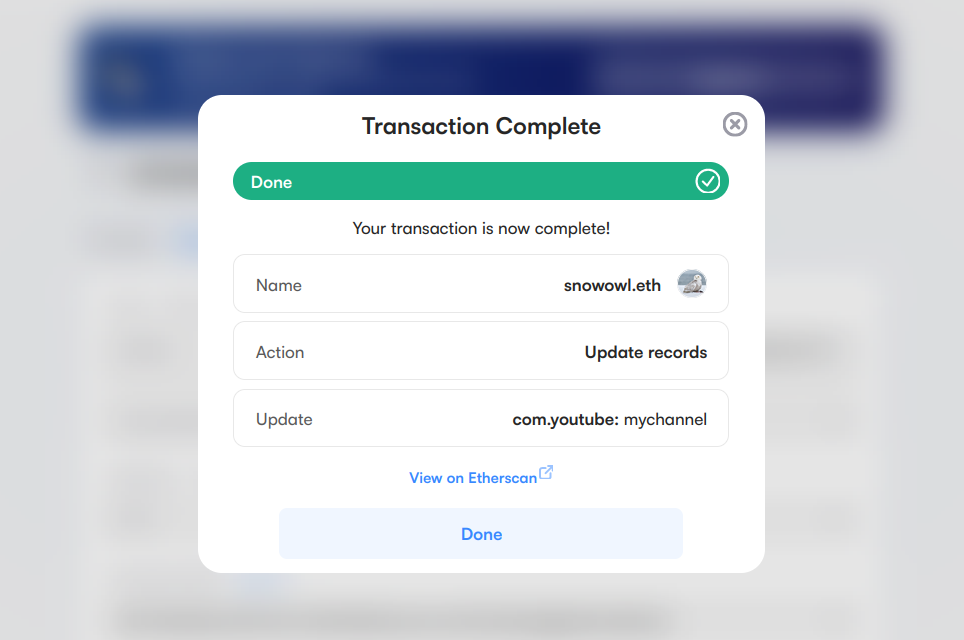 Transaction Complete
Done
Your transaction is now complete!
Name snowowl.eth
Action Update records
Update com.youtube: mychannel
View on Etherscan
Done